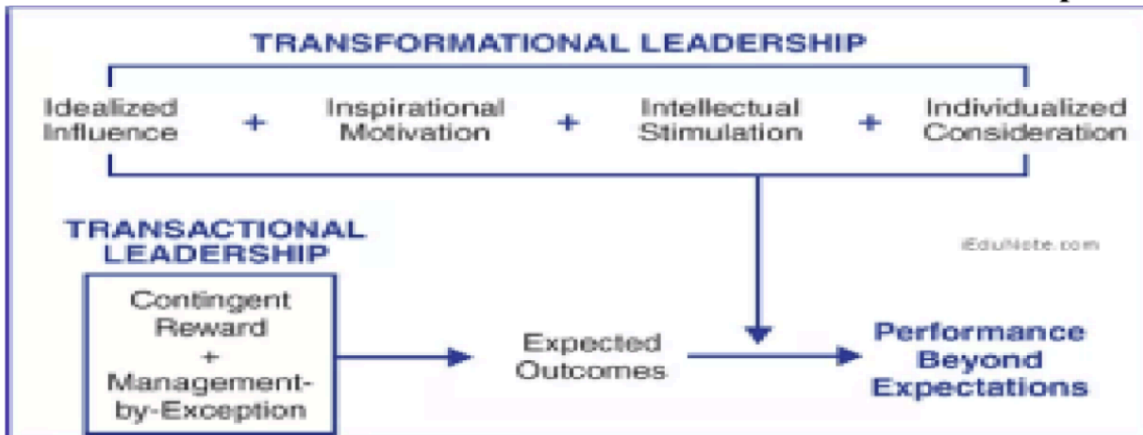 TRANSFORMATIONAL LEADERSHIP
Idealized Influence + Inspirational Motivation + Intellectual Stimulation + Individualized Consideration
TRANSACTIONAL
LEADERSHIP
iEduNote.com
Contingent
Reward
+
Management-
by-Exception
Expected
Outcomes
Performance
Beyond
Expectations